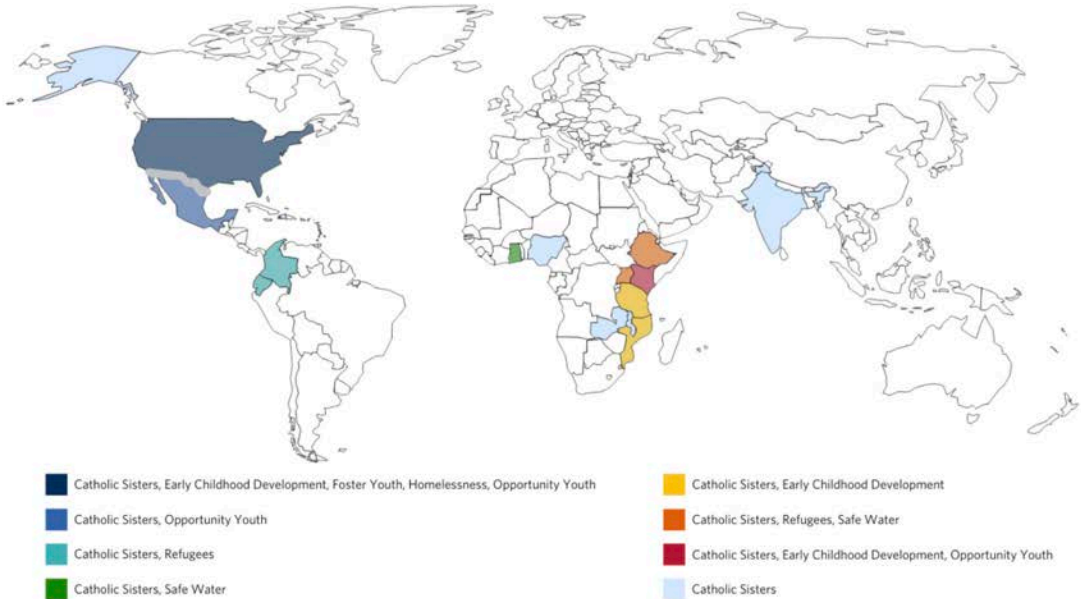 Catholic Sisters, Early Childhood Development, Foster Youth, Homelessness, Opportunity Youth
Catholic Sisters, Opportunity Youth
Catholic Sisters, Refugees
Catholic Sisters, Safe Water
Catholic Sisters, Early Childhood Development
Catholic Sisters, Refugees, Safe Water
Catholic Sisters, Early Childhood Development, Opportunity Youth
Catholic Sisters